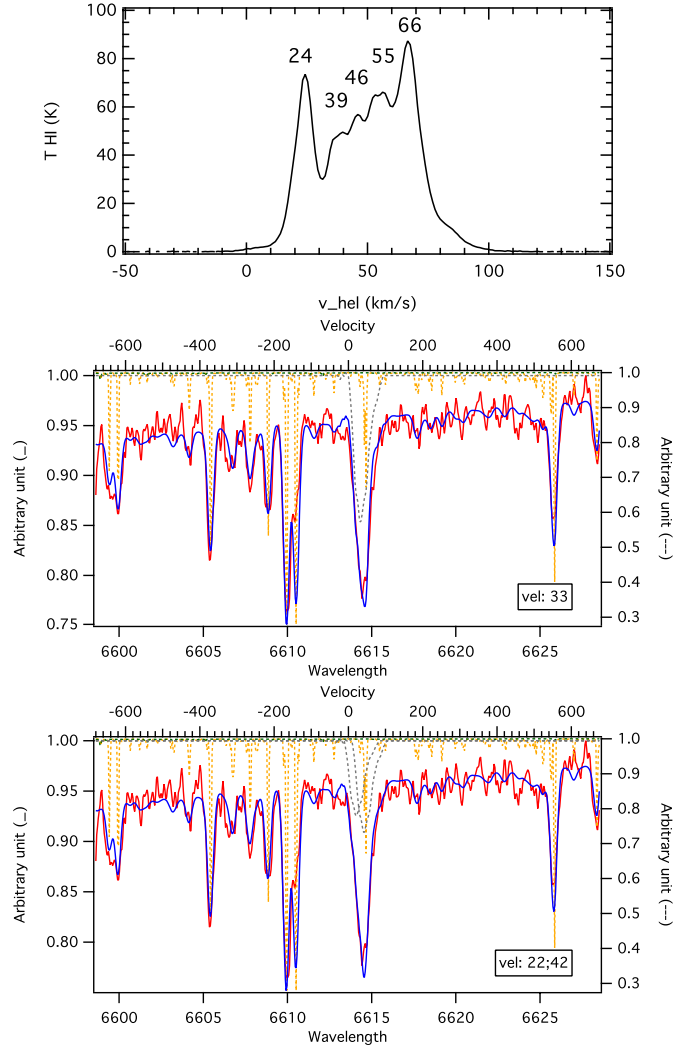 100
66
80
24
55
46
60
39
T HI (K)
40
20
0
-50 0 50 100 150
v_hel (km/s)
Velocity
-600 -400 -200 0 200 400 600
1.00 1.0
0.9
0.95
0.8
0.90 0.7
Arbitrary unit (_) Arbitrary unit (---)
0.6
0.85
0.5
0.80 0.4
vel: 33
0.3
0.75
6600 6605 6610 6615 6620 6625
Wavelength
Velocity
-600 -400 -200 0 200 400 600
1.00 1.0
0.9
0.95
0.8
0.90 0.7
Arbitrary unit (_) Arbitrary unit (---)
0.6
0.85
0.5
0.80 0.4
vel: 22;42
0.3
6600 6605 6610 6615 6620 6625
Wavelength